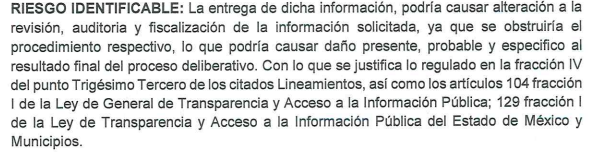 RIESGO IDENTIFICABLE: La entrega de dicha información, podría causar alteración a la
revisión, auditoria y fiscalización de la información solicitada, ya que se obstruiría el
procedimiento respectivo, lo que podría causar daño presente, probable y especifico al
resultado final del proceso deliberativo. Con lo que se justifica lo regulado en la fracción IV
del punto Trigésimo Tercero de los citados Lineamientos, así como los artículos 104 fracción
I de la Ley de General de Transparencia y Acceso a la Información Pública; 129 fracción I
de la Ley de Transparencia y Acceso a la Información Pública del Estado de México y
Municipios.